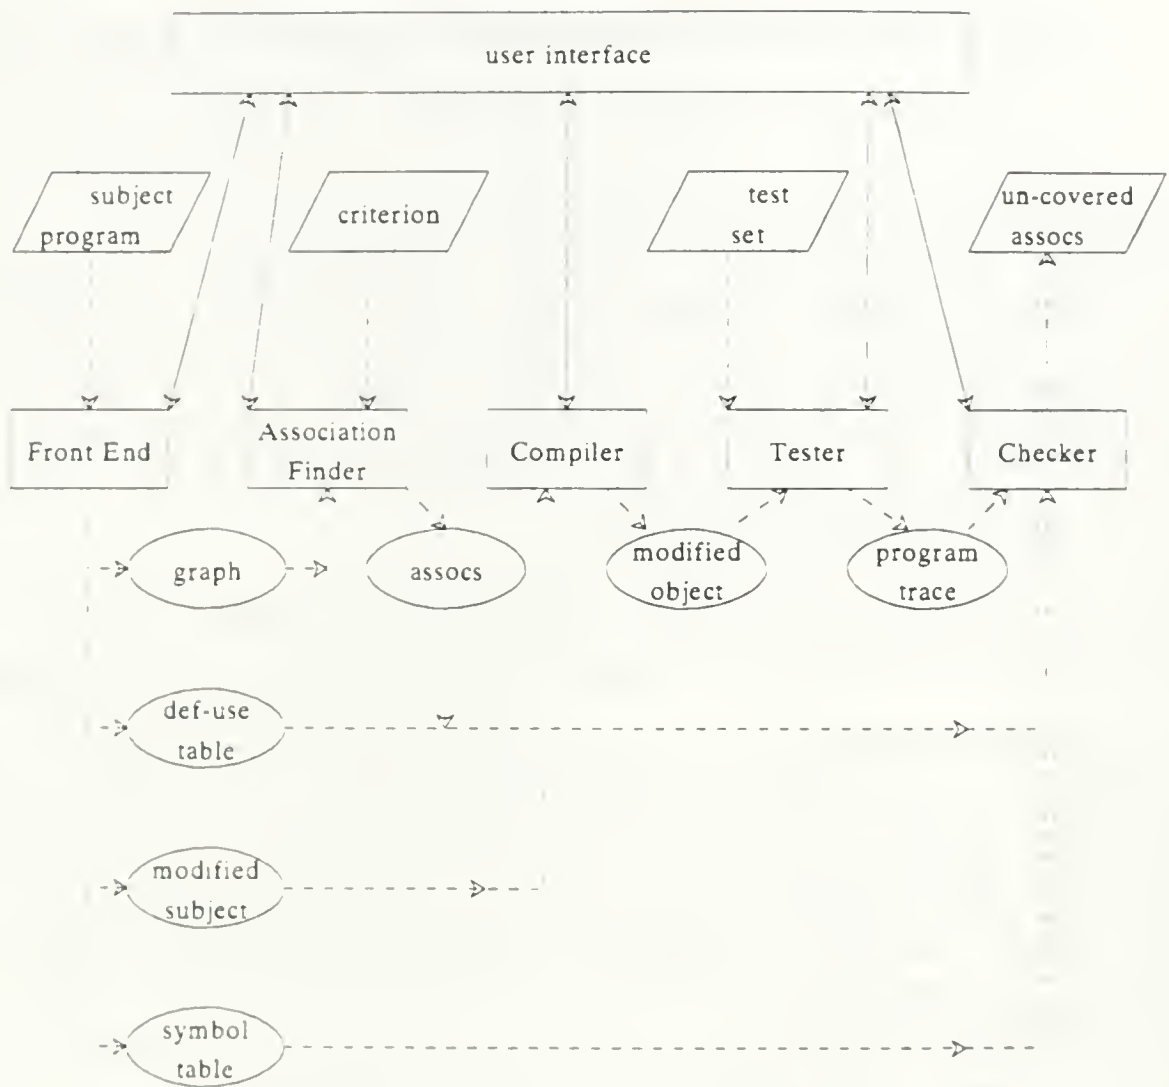 user interface
subject
program
criterion
test
set
un-covered
assocs
Front End
Association
Finder
Compiler
Tester
Checker
graph
assocs
modified
object
program
trace
def-use
table
modified
subject
symbol
table